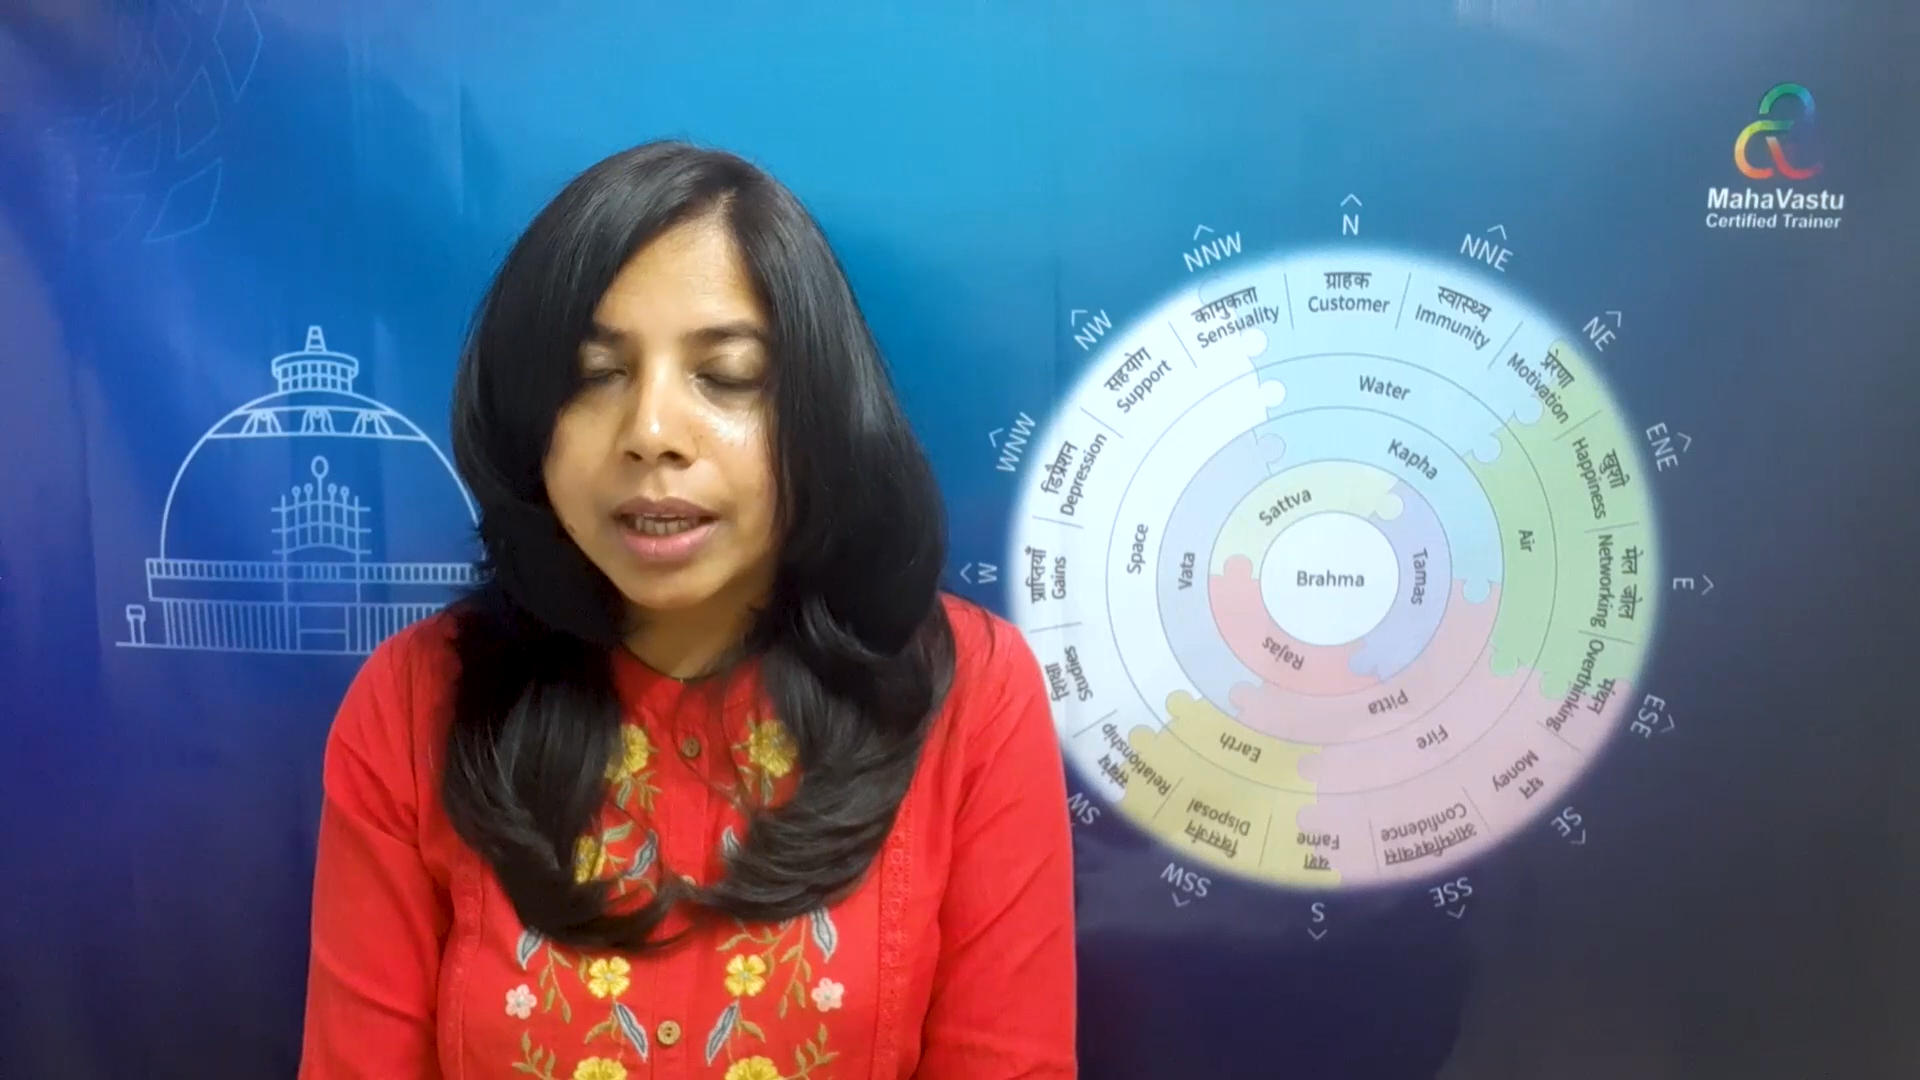 MahaVastu
Certified Trainer
N
NNE
NE
ENE
E
ESE
SE
SSE
S
SSW
SW
W
WNW
NW
NNW
ग्राहक
Customer
स्वास्थ्य
Immunity
प्रेरणा
Motivation
खुशी
Happiness
मेल जोल
Networking
मंथन
Overthinking
धन
Money
आत्मविश्वास
Confidence
यश
Fame
विसर्जन
Disposal
संबंध
Relationship
शिक्षा
Studies
प्राप्तियाँ
Gains
डिप्रैशन
Depression
सहयोग
Support
कामुकता
Sensuality
Water
Air
Fire
Earth
Space
Kapha
Pitta
Vata
Sattva
Tamas
Rajas
Brahma